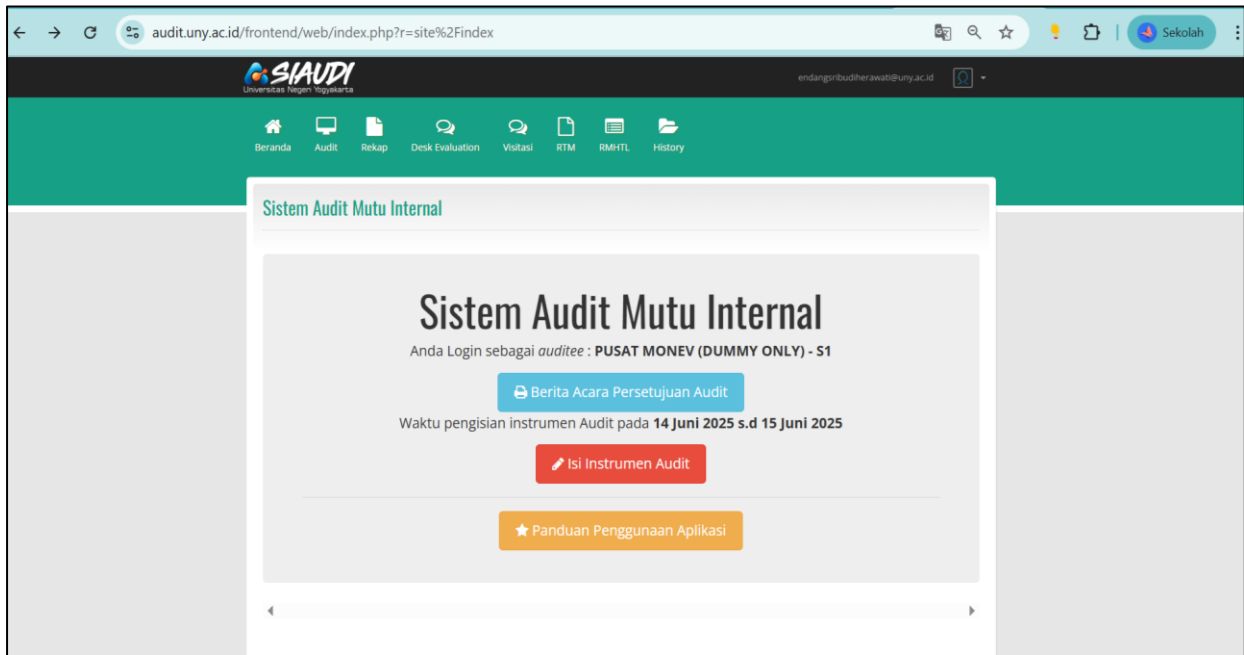 audit.uny.ac.id/frontend/web/index.php?r=site%2Findex
Sekolah
SIAUDI
Universitas Negeri Yogyakarta
endangsribudiherawati@uny.ac.id
Beranda Audit Rekap Desk Evaluation Visitasi RTM RMHTL History
Sistem Audit Mutu Internal
Sistem Audit Mutu Internal
Anda Login sebagai auditee : PUSAT MONEV (DUMMY ONLY) - S1
Berita Acara Persetujuan Audit
Waktu pengisian instrumen Audit pada 14 Juni 2025 s.d 15 Juni 2025
Isi Instrumen Audit
Panduan Penggunaan Aplikasi